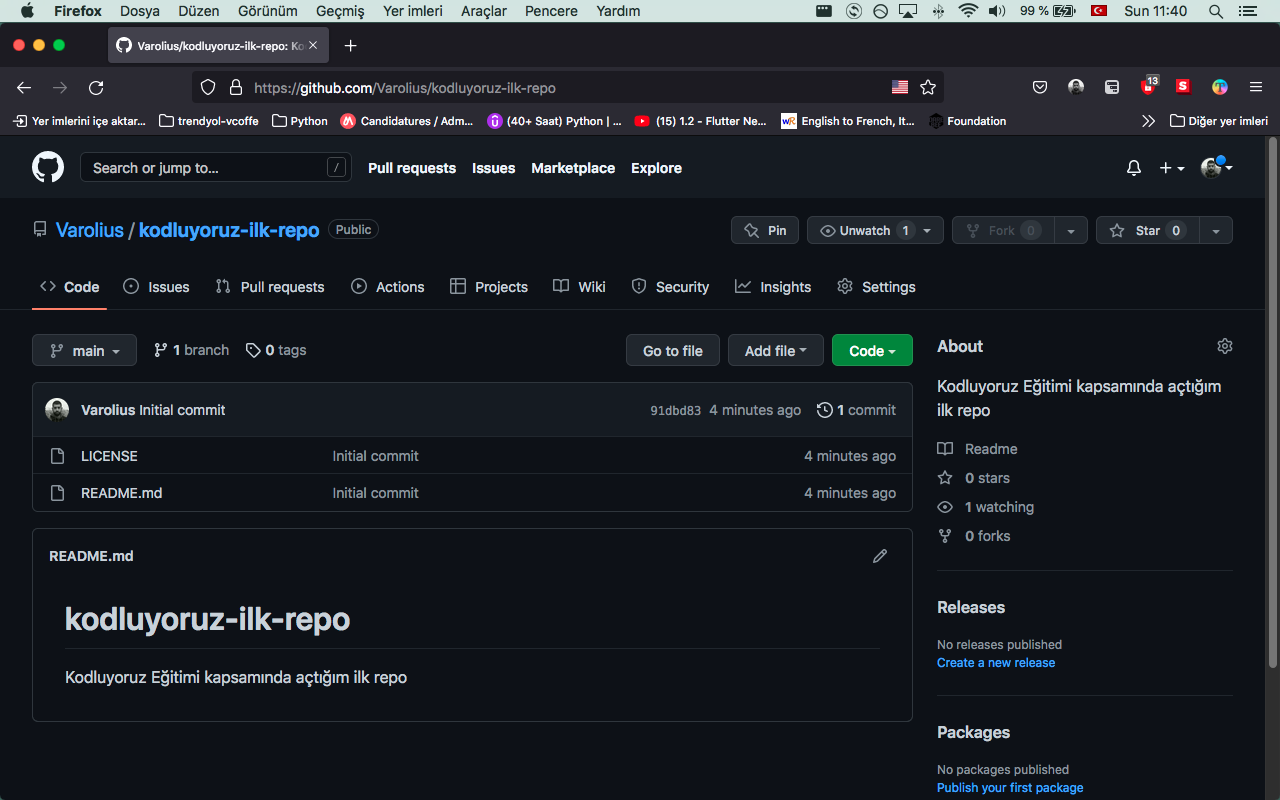 Firefox Dosya Düzen Görünüm Geçmiş Yer imleri Araçlar Pencere Yardım 99 % Sun 11:40
Varolius/kodluyoruz-ilk-repo: Ko
https://github.com/Varolius/kodluyoruz-ilk-repo 13 S
Yer imlerini içe aktar... trendyol-vcoffe Python Candidatures / Adm... (40+ Saat) Python | ... (15) 1.2 - Flutter Ne... WR English to French, It... Foundation Diğer yer imleri
Search or jump to... / Pull requests Issues Marketplace Explore
Varolius / kodluyoruz-ilk-repo Public Pin Unwatch 1 Fork 0 Star 0
Code Issues Pull requests Actions Projects Wiki Security Insights Settings
main 1 branch 0 tags Go to file Add file Code
Varolius Initial commit 91dbd83 4 minutes ago 1 commit
LICENSE Initial commit 4 minutes ago
README.md Initial commit 4 minutes ago
README.md
kodluyoruz-ilk-repo
Kodluyoruz Eğitimi kapsamında açtığım ilk repo
About
Kodluyoruz Eğitimi kapsamında açtığım
ilk repo
Readme
0 stars
1 watching
0 forks
Releases
No releases published
Create a new release
Packages
No packages published
Publish your first package